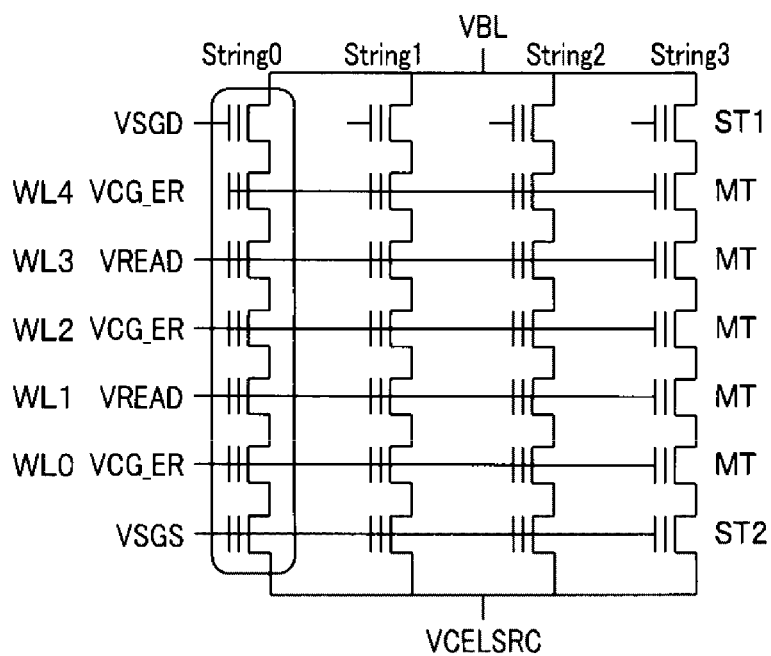 VBL
String0 String1 String2 String3
VSGD ST1
WL4 VCG_ER MT
WL3 VREAD MT
WL2 VCG_ER MT
WL1 VREAD MT
WL0 VCG_ER MT
VSGS ST2
VCELSRC